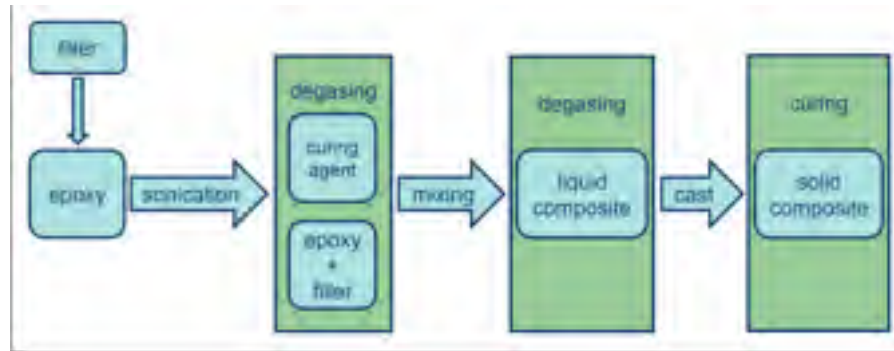 filler
epoxy
sonication
degasing
curing
agent
epoxy
+
filler
mixing
degasing
liquid
composite
cast
curing
solid
composite